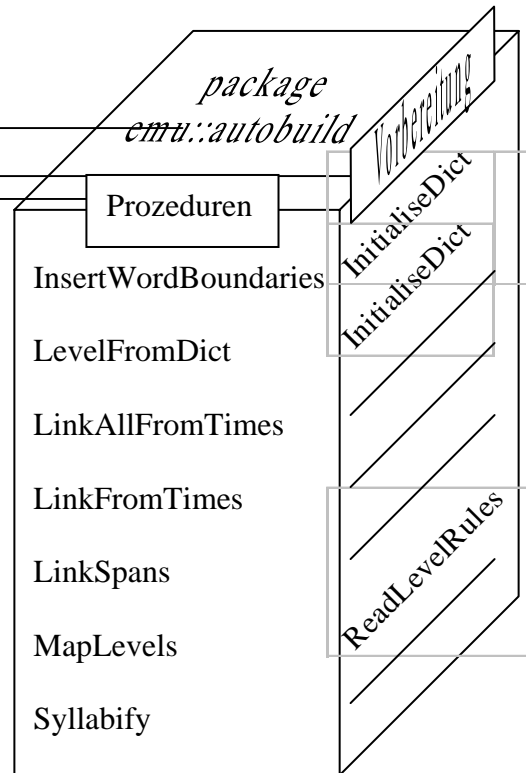 package
emu::autobuild
Vorbereitung
Prozeduren
InsertWordBoundaries
InitialiseDict
LevelFromDict
InitialiseDict
LinkAllFromTimes
LinkFromTimes
LinkSpans
MapLevels
ReadLevelRules
Syllabify